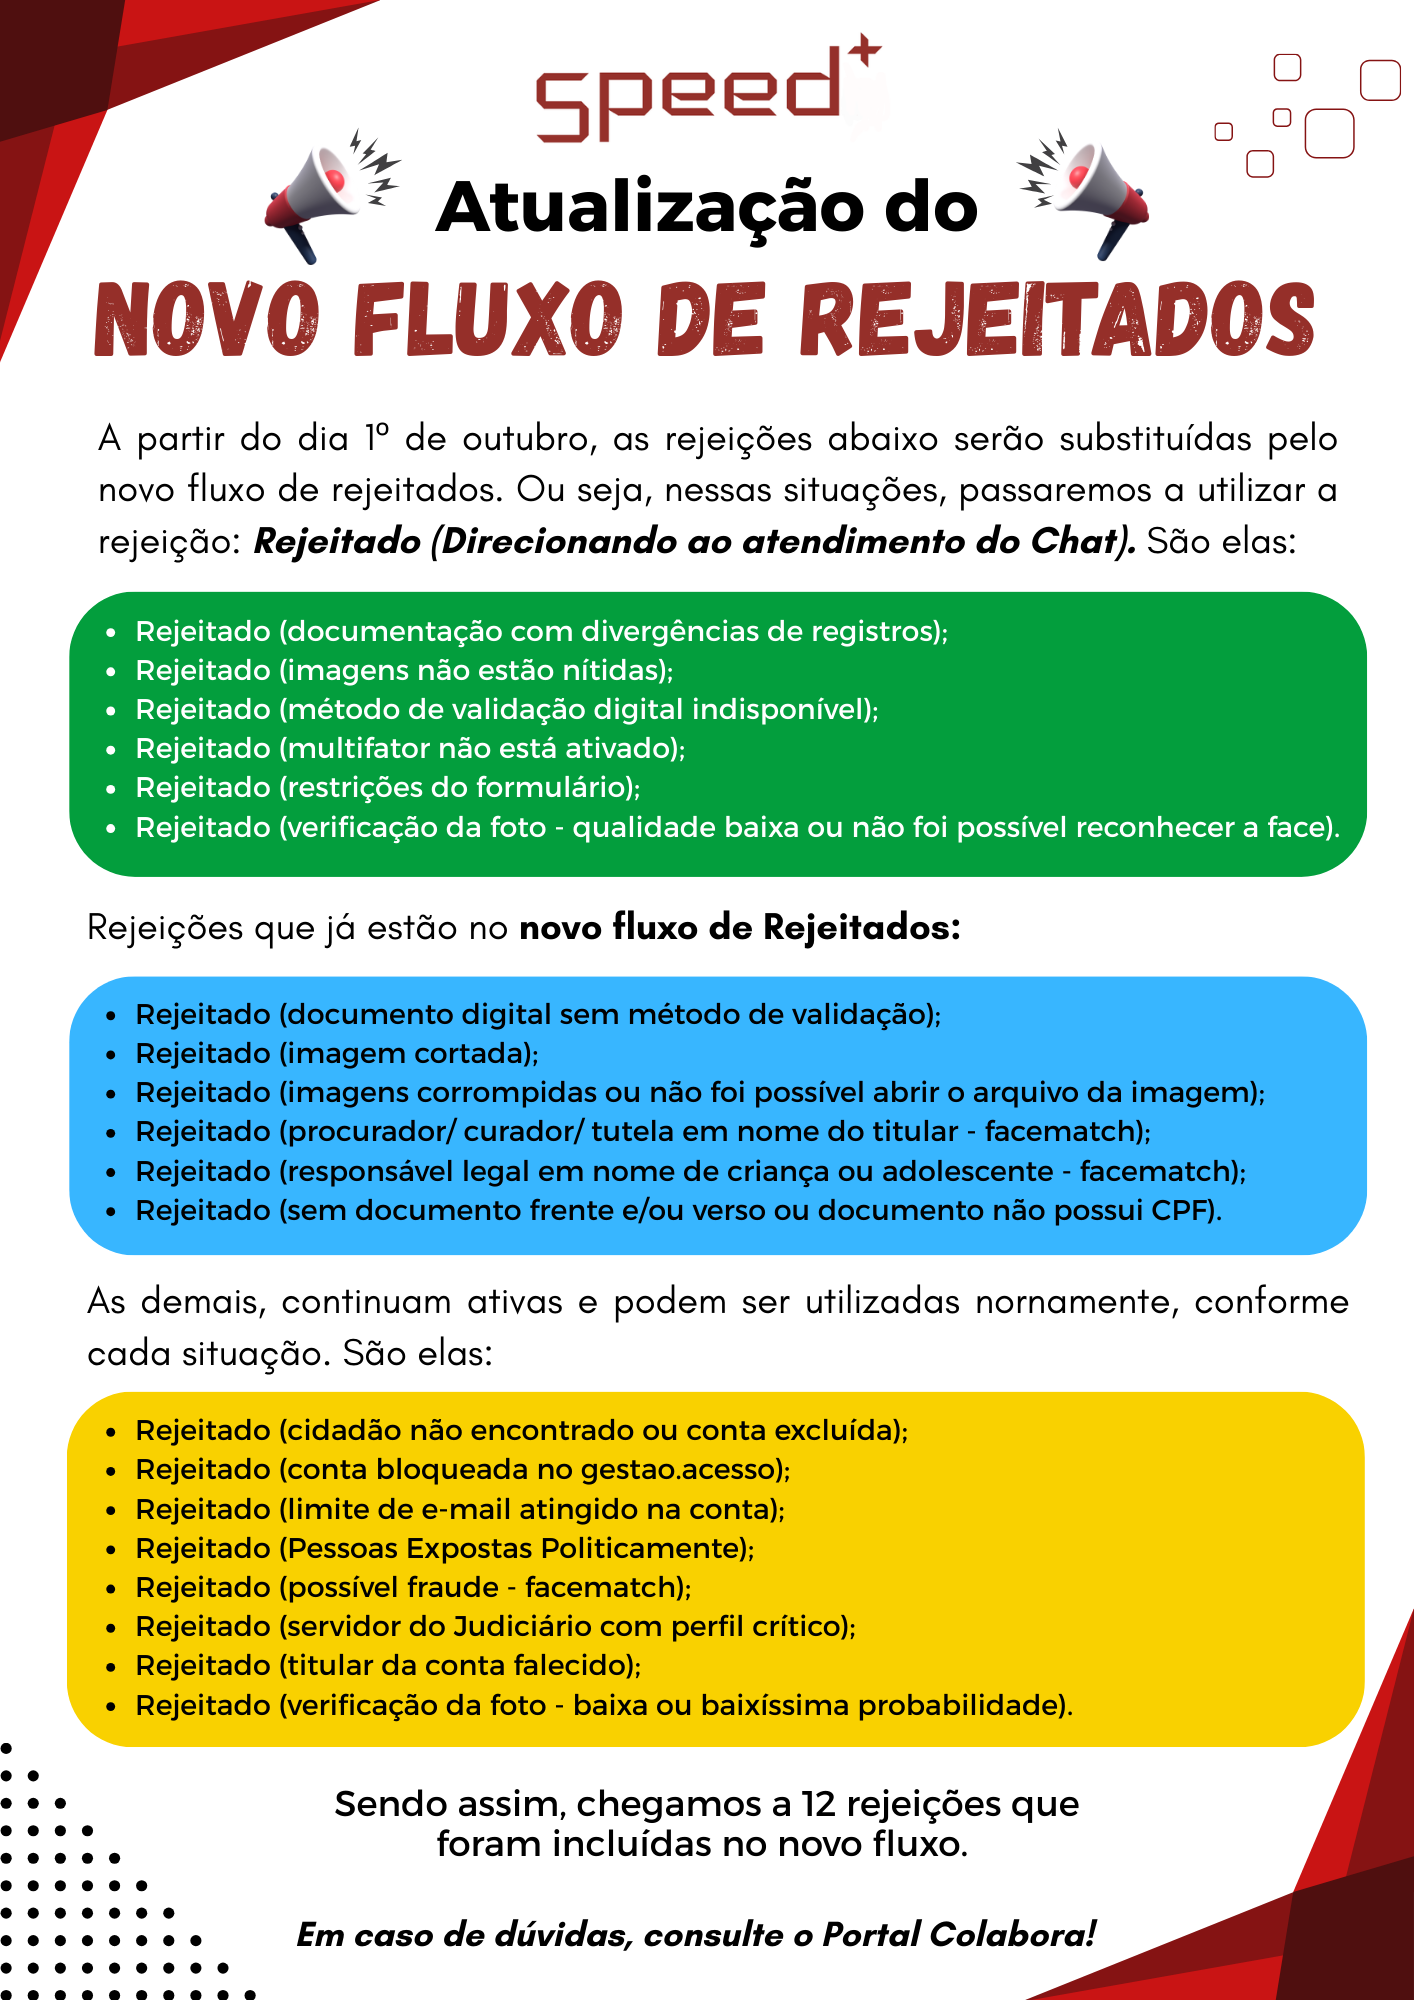 speed+
Atualização do
NOVO FLUXO DE REJEITADOS
A partir do dia 1º de outubro, as rejeições abaixo serão substituídas pelo
novo fluxo de rejeitados. Ou seja, nessas situações, passaremos a utilizar a
rejeição: Rejeitado (Direcionando ao atendimento do Chat). São elas:
• Rejeitado (documentação com divergências de registros);
• Rejeitado (imagens não estão nítidas);
• Rejeitado (método de validação digital indisponível);
• Rejeitado (multifator não está ativado);
• Rejeitado (restrições do formulário);
• Rejeitado (verificação da foto - qualidade baixa ou não foi possível reconhecer a face).
Rejeições que já estão no novo fluxo de Rejeitados:
• Rejeitado (documento digital sem método de validação);
• Rejeitado (imagem cortada);
• Rejeitado (imagens corrompidas ou não foi possível abrir o arquivo da imagem);
• Rejeitado (procurador/ curador/ tutela em nome do titular - facematch);
• Rejeitado (responsável legal em nome de criança ou adolescente - facematch);
• Rejeitado (sem documento frente e/ou verso ou documento não possui CPF).
As demais, continuam ativas e podem ser utilizadas nornamente, conforme
cada situação. São elas:
• Rejeitado (cidadão não encontrado ou conta excluída);
• Rejeitado (conta bloqueada no gestao.acesso);
• Rejeitado (limite de e-mail atingido na conta);
• Rejeitado (Pessoas Expostas Politicamente);
• Rejeitado (possível fraude - facematch);
• Rejeitado (servidor do Judiciário com perfil crítico);
• Rejeitado (titular da conta falecido);
• Rejeitado (verificação da foto - baixa ou baixíssima probabilidade).
Sendo assim, chegamos a 12 rejeições que
foram incluídas no novo fluxo.
Em caso de dúvidas, consulte o Portal Colabora!